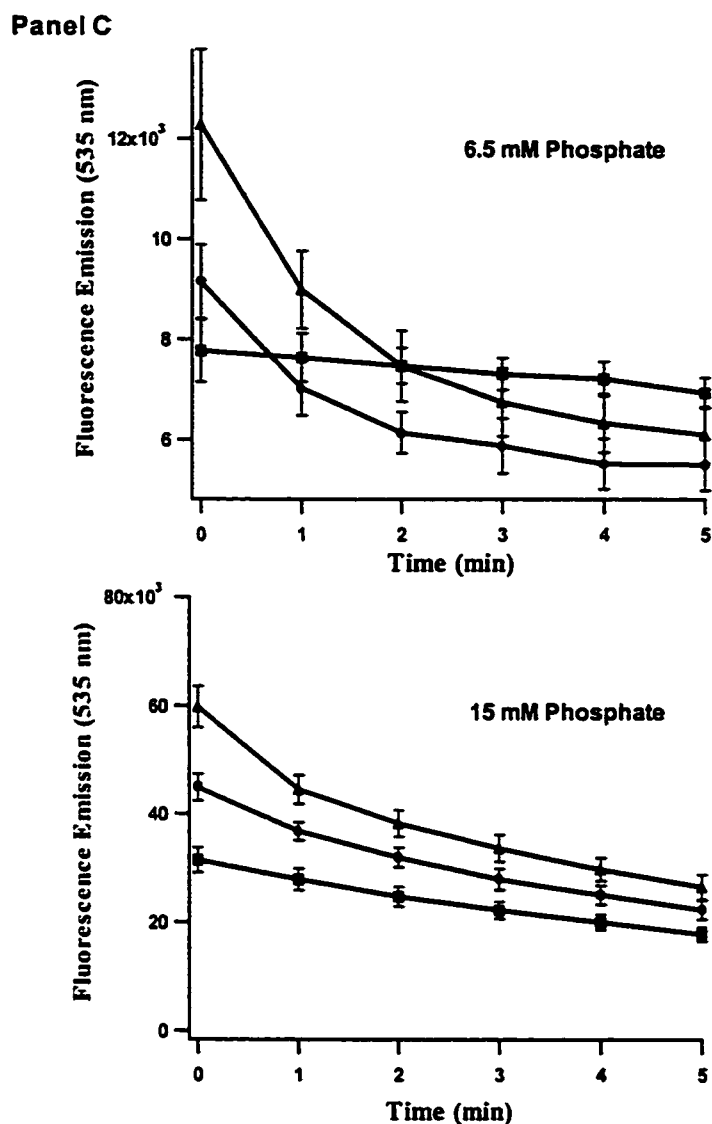 Panel C
Fluorescence Emission (535 nm)
12x10³
10
8
6
6.5 mM Phosphate
0 1 2 3 4 5
Time (min)
Fluorescence Emission (535 nm)
80x10³
60
40
20
0
15 mM Phosphate
0 1 2 3 4 5
Time (min)